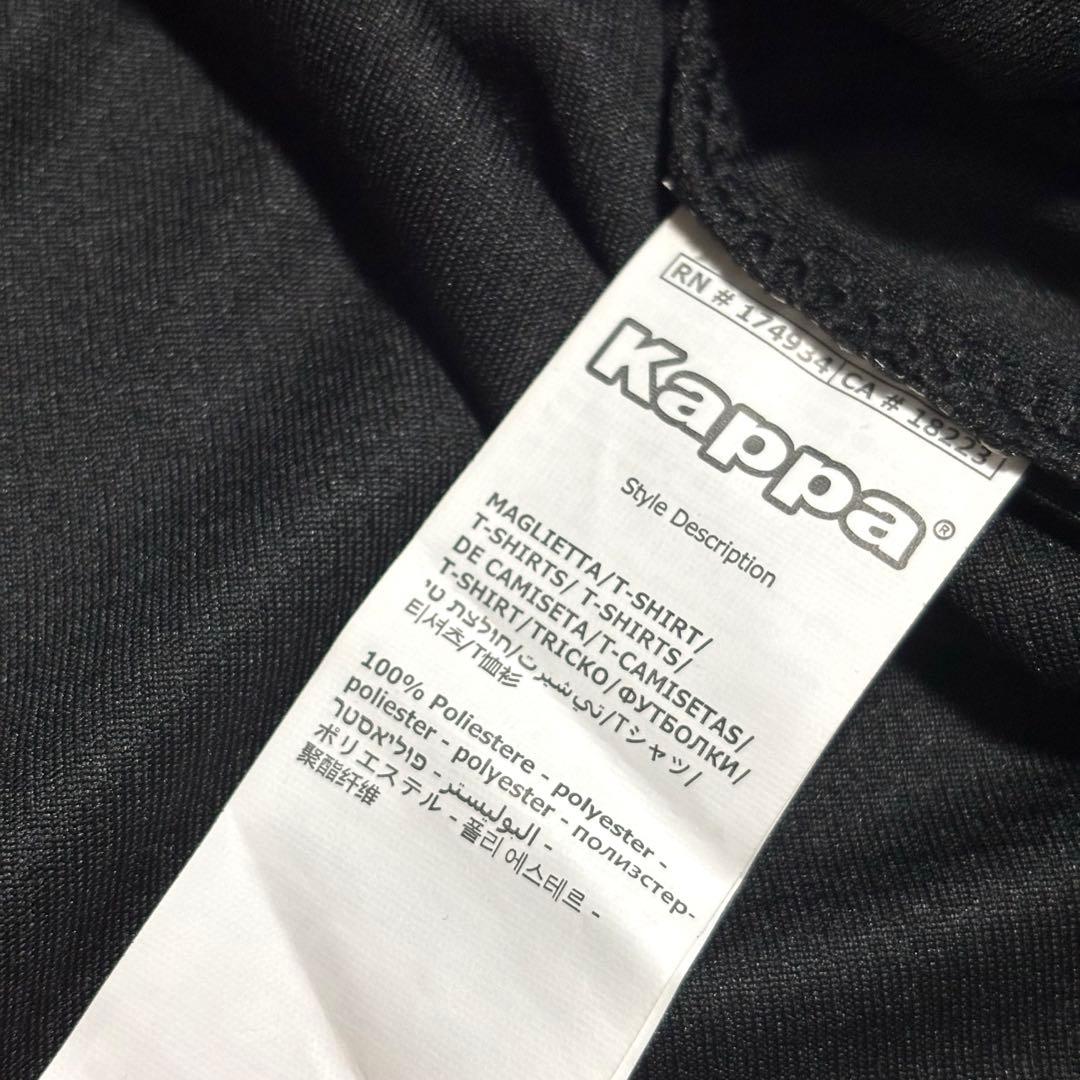 RN # 174934 CA # 18223
Kappa®
Style Description
MAGLIETTA/T-SHIRT/
T-SHIRTS/ T-SHIRTS/
DE CAMISETA/T-CAMISETAS/
T-SHIRT/TRICKO/ФУТБОЛКИ/
חולצת טי/تي شيرت/Tシャツ/
티셔츠/T恤衫
100% Poliestere - polyester -
poliester - polyester - полизстер-
פוליאסטר - البوليستر -
ポリエステル - 폴리 에스테르 -
聚酯纤维